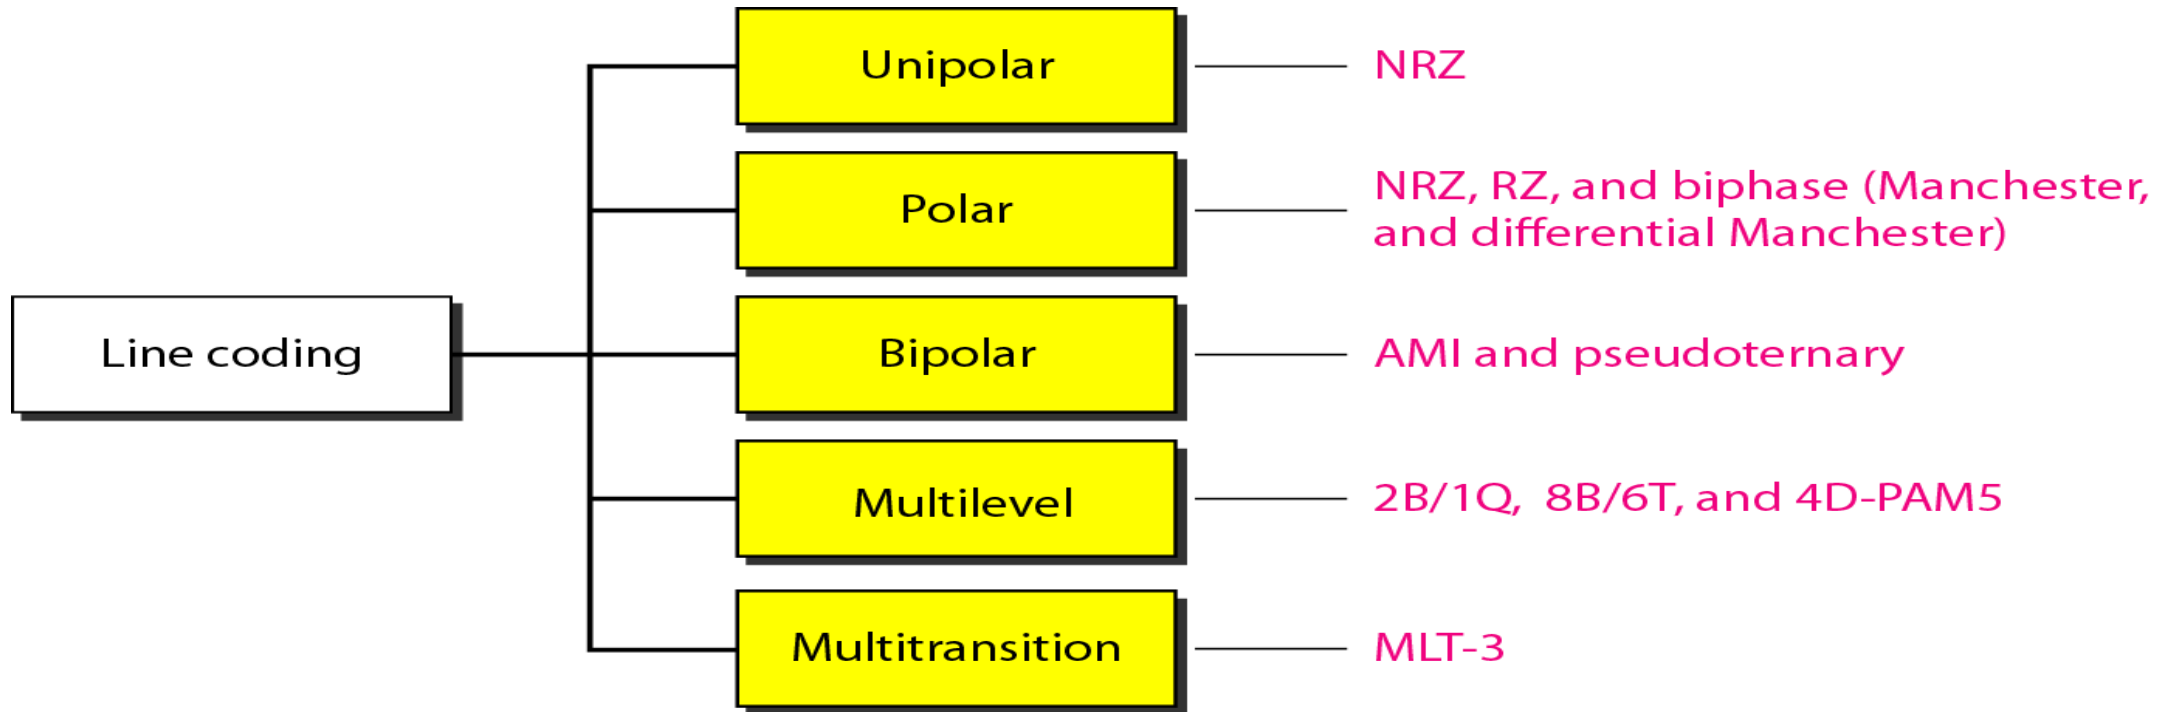 Unipolar
NRZ
Polar
NRZ, RZ, and biphase (Manchester,
and differential Manchester)
Line coding
Bipolar
AMI and pseudoternary
Multilevel
2B/1Q,  8B/6T, and 4D-PAM5
Multitransition
MLT-3